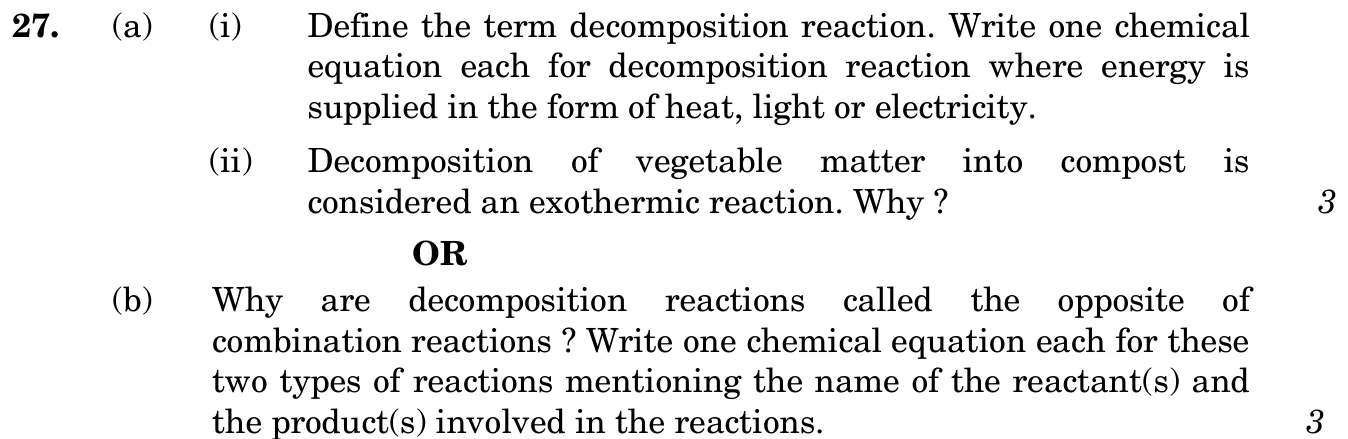 27. (a) (i) Define the term decomposition reaction. Write one chemical
equation each for decomposition reaction where energy is
supplied in the form of heat, light or electricity.
(ii) Decomposition of vegetable matter into compost is
considered an exothermic reaction. Why ? 3
OR
(b) Why are decomposition reactions called the opposite of
combination reactions ? Write one chemical equation each for these
two types of reactions mentioning the name of the reactant(s) and
the product(s) involved in the reactions. 3